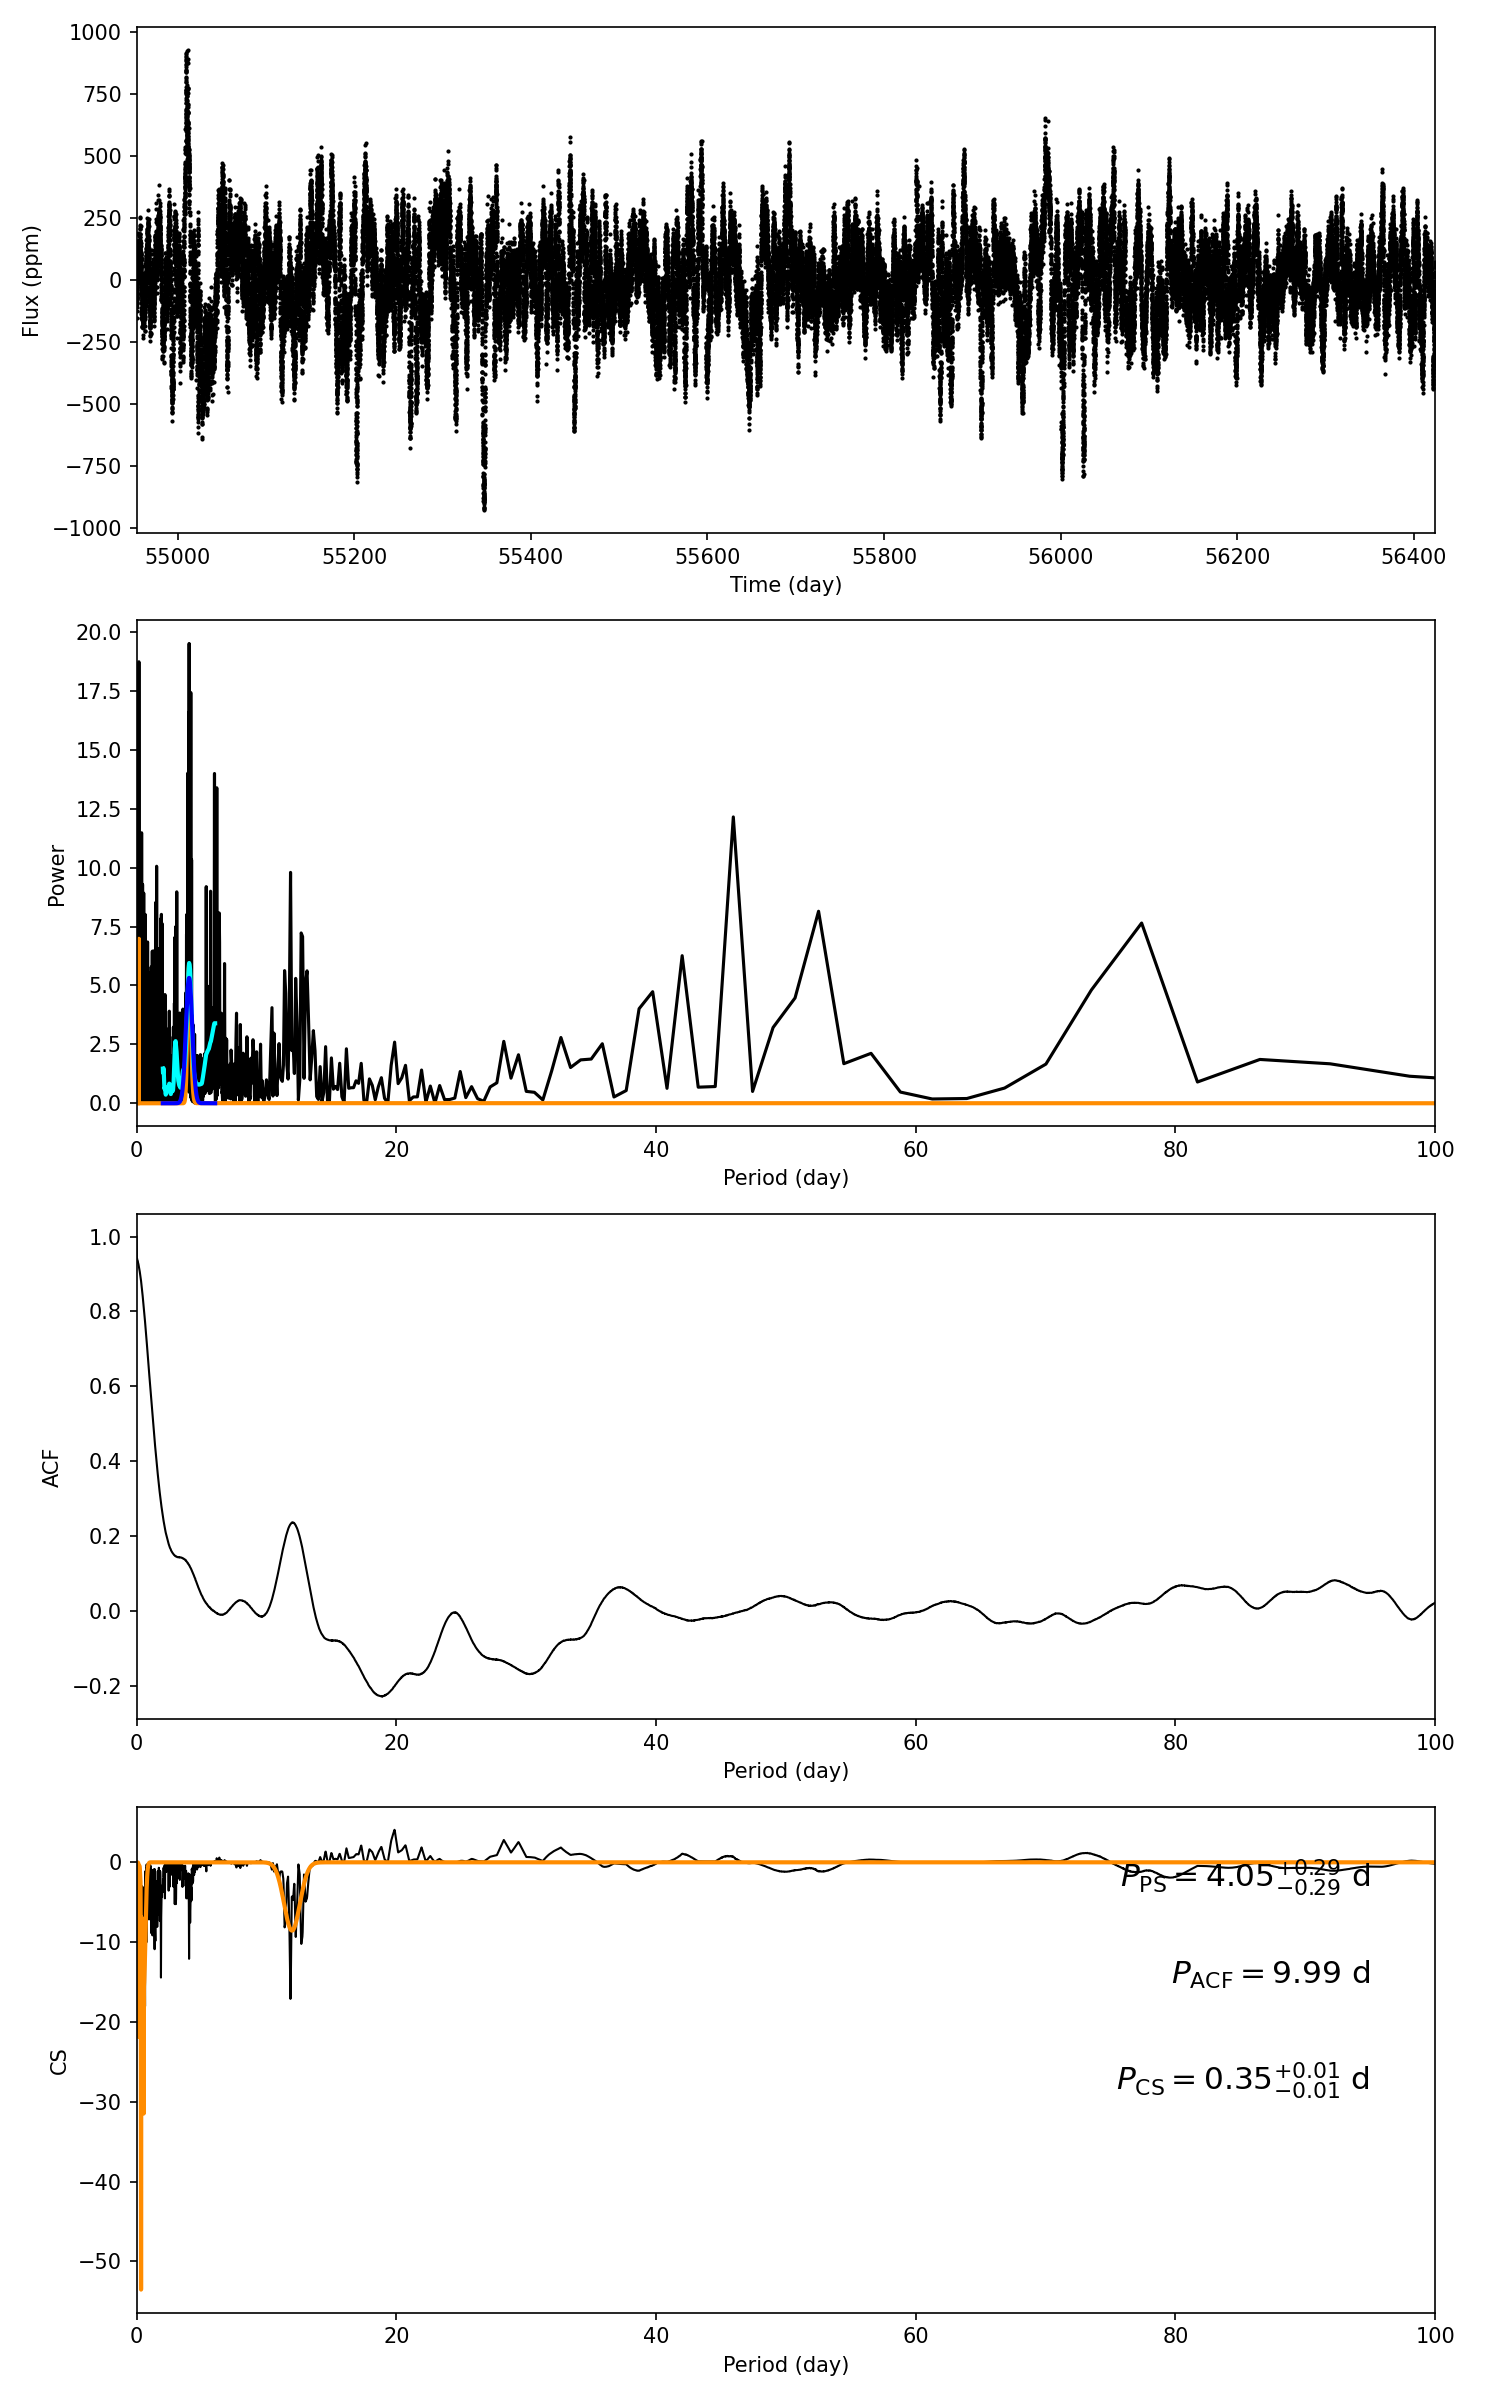 1000
750
500
250
0
−250
−500
−750
−1000
Flux (ppm)
55000 55200 55400 55600 55800 56000 56200 56400
Time (day)
20.0
17.5
15.0
12.5
10.0
7.5
5.0
2.5
0.0
Power
0 20 40 60 80 100
Period (day)
1.0
0.8
0.6
0.4
0.2
0.0
−0.2
ACF
0 20 40 60 80 100
Period (day)
0
−10
−20
−30
−40
−50
CS
P_PS = 4.05 +0.29 −0.29 d
P_ACF = 9.99 d
P_CS = 0.35 +0.01 −0.01 d
0 20 40 60 80 100
Period (day)